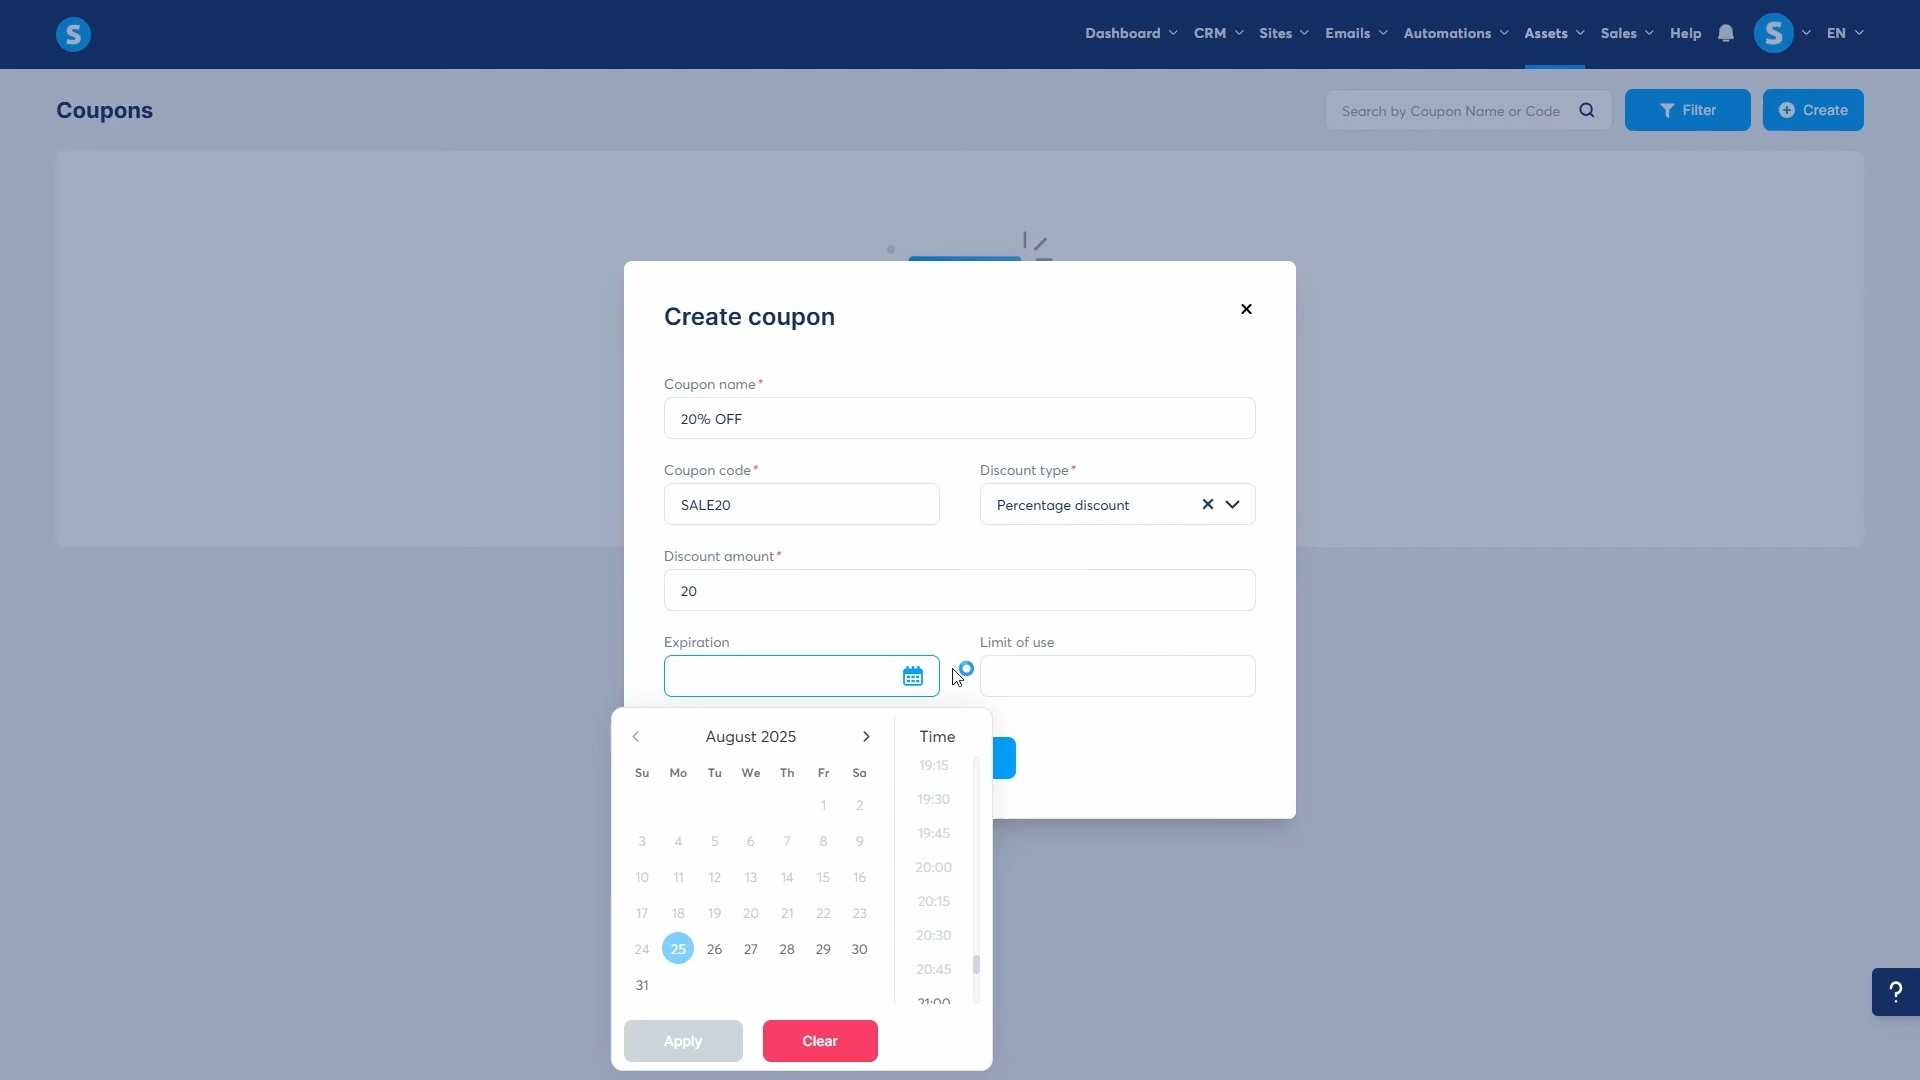 S
Dashboard CRM Sites Emails Automations Assets Sales Help S EN
Coupons
Search by Coupon Name or Code
Filter
Create
Create coupon
Coupon name*
20% OFF
Coupon code*
Discount type*
SALE20
Percentage discount
Discount amount*
20
Expiration
Limit of use
August 2025
Time
Su Mo Tu We Th Fr Sa
1 2
3 4 5 6 7 8 9
10 11 12 13 14 15 16
17 18 19 20 21 22 23
24 25 26 27 28 29 30
31
19:15
19:30
19:45
20:00
20:15
20:30
20:45
21:00
Apply
Clear
?